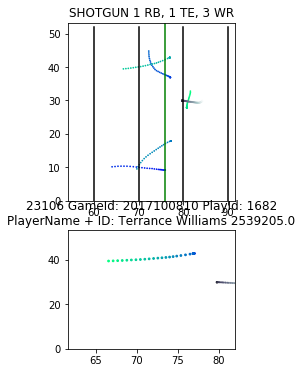 SHOTGUN 1 RB, 1 TE, 3 WR
50
40
30
20
10
0
60 70 80 90
23106 GameId: 2017100810 PlayId: 1682
PlayerName + ID: Terrance Williams 2539205.0
40
20
0
65 70 75 80